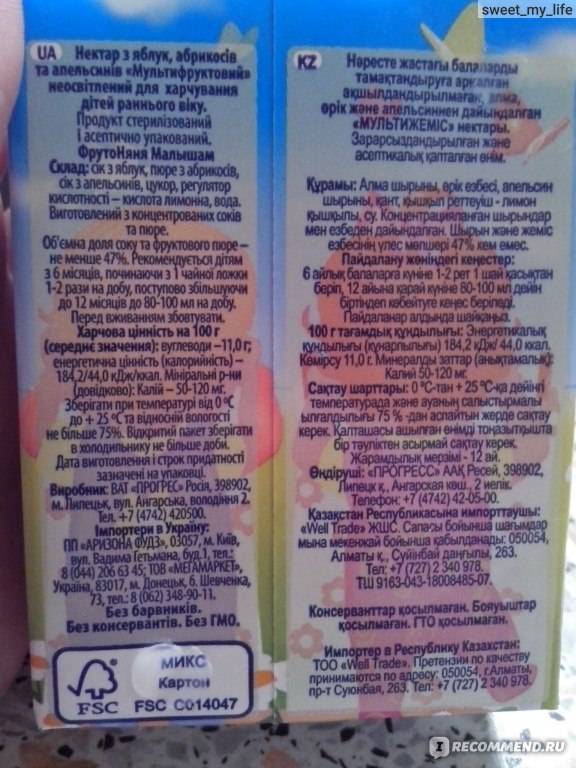 sweet_my_life
UA
Нектар з яблук, абрикосів
та апельсинів «Мультифруктовий»
неосвітлений для харчування
дітей раннього віку.
Продукт стерилізований
і асептично упакований.
ФрутоНяня Малышам
Склад: сік з яблук, пюре з абрикосів,
сік з апельсинів, цукор, регулятор
кислотності – кислота лимонна, вода.
Виготовлений з концентрованих соків
та пюре.
Об'ємна доля соку та фруктового пюре –
не менше 47%. Рекомендується дітям
з 6 місяців, починаючи з 1 чайної ложки
1-2 рази на добу, поступово збільшуючи
до 12 місяців до 80-100 мл на добу.
Перед вживанням збовтувати.
Харчова цінність на 100 г
(середнє значення): вуглеводи –11,0 г;
енергетична цінність (калорийність) –
184,2/44,0 кДж/ккал. Мінеральні р-ни
(довідково): Калій – 50-120 мг.
Зберігати при температурі від 0 °С
до + 25 °С та відносній вологості
не більше 75%. Відкритий пакет зберігати
в холодильнику не більше доби.
Дата виготовлення і строк придатності
зазначені на упаковці.
Виробник: ВАТ «ПРОГРЕС» Росія, 398902,
м. Липецьк, вул. Ангарська, володіння 2.
Тел. +7 (4742) 420500.
Імпортери в Україну:
ПП «АРИЗОНА ФУДЗ», 03057, м. Київ,
вул. Вадима Гетьмана, буд.1, тел.:
8 (044) 206 63 45; ТОВ «МЕГАМАРКЕТ»,
Україна, 83017, м. Донецьк, б. Шевченка,
73, тел.: 8 (062) 348-90-11.
Без барвників.
Без консервантів. Без ГМО.
FSC
МИКС
Картон
FSC C014047
KZ
Нәресте жастағы балаларды
тамақтандыруға арналған
ақшылдандырылмаған, алма,
өрік және апельсиннен дайындалған
«МУЛЬТИЖЕМІС» нектары.
Зарарсыздандырылған және
асептикалық қапталған өнім.
Құрамы: Алма шырыны, өрік езбесі, апельсин
шырыны, қант, қышқыл реттеуіш - лимон
қышқылы, су. Концентрацияланған шырындар
мен езбеден дайындалған. Шырын және жеміс
езбесінің үлес мөлшері 47% кем емес.
Пайдалану жөніндегі кеңестер:
6 айлық балаларға күніне 1-2 рет 1 шай қасықтан
беріп, 12 айына қарай күніне 80-100 мл дейін
біртіндеп көбейтуге кеңес беріледі.
Пайдаланар алдында шайқаңыз.
100 г тағамдық құндылығы: Энергетикалық
құндылығы (құнарлылығы) 184,2 кДж/ 44,0 ккал.
Көмірсу 11,0 г. Минералды заттар (анықтамалық):
Калий 50-120 мг.
Сақтау шарттары: 0 °С-тан + 25 °С-қа дейінгі
температурада және ауаның салыстырмалы
ылғалдылығы 75 % -дан аспайтын жерде сақтау
керек. Қалташасы ашылған өнімді тоңазытқышта
бір тәуліктен асырмай сақтау керек.
Жарамдылық мерзімі - 12 ай.
Өндіруші: «ПРОГРЕСС» ААҚ Ресей, 398902,
Липецк қ., Ангарская көш., 2 иелік.
Телефон: +7 (4742) 42-05-00.
Қазақстан Республикасына импорттаушы:
«Well Trade» ЖШС. Сапасы бойынша шағымдар
мына мекенжай бойынша қабылданады: 050054,
Алматы қ., Суйінбай даңғылы, 263.
Тел: +7 (727) 2 340 978.
ТШ 9163-043-18008485-07.
Консерванттар қосылмаған. Бояуыштар
қосылмаған. ГТО қосылмаған.
Импортер в Республику Казахстан:
ТОО «Well Trade». Претензии по качеству
принимаются по адресу: 050054, г.Алматы,
пр-т Суюнбая, 263. Тел: +7 (727) 2 340 978.
I RECOMMEND.RU